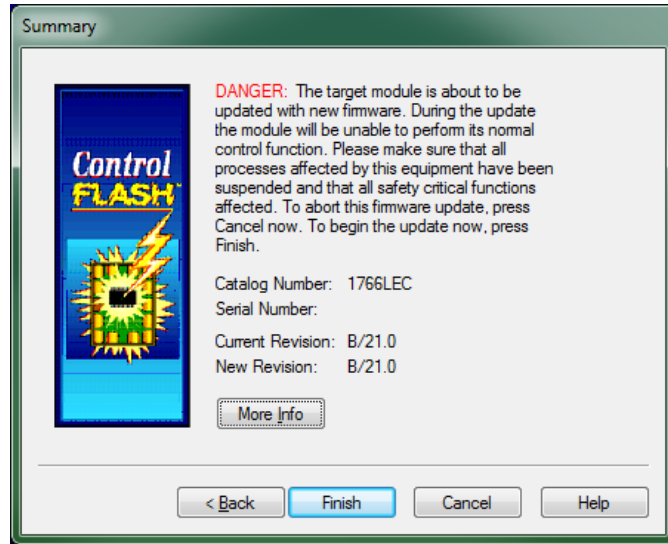 Summary
Control
FLASH
DANGER: The target module is about to be
updated with new firmware. During the update
the module will be unable to perform its normal
control function. Please make sure that all
processes affected by this equipment have been
suspended and that all safety critical functions
affected. To abort this firmware update, press
Cancel now. To begin the update now, press
Finish.
Catalog Number: 1766LEC
Serial Number:
Current Revision: B/21.0
New Revision: B/21.0
More Info
< Back Finish Cancel Help